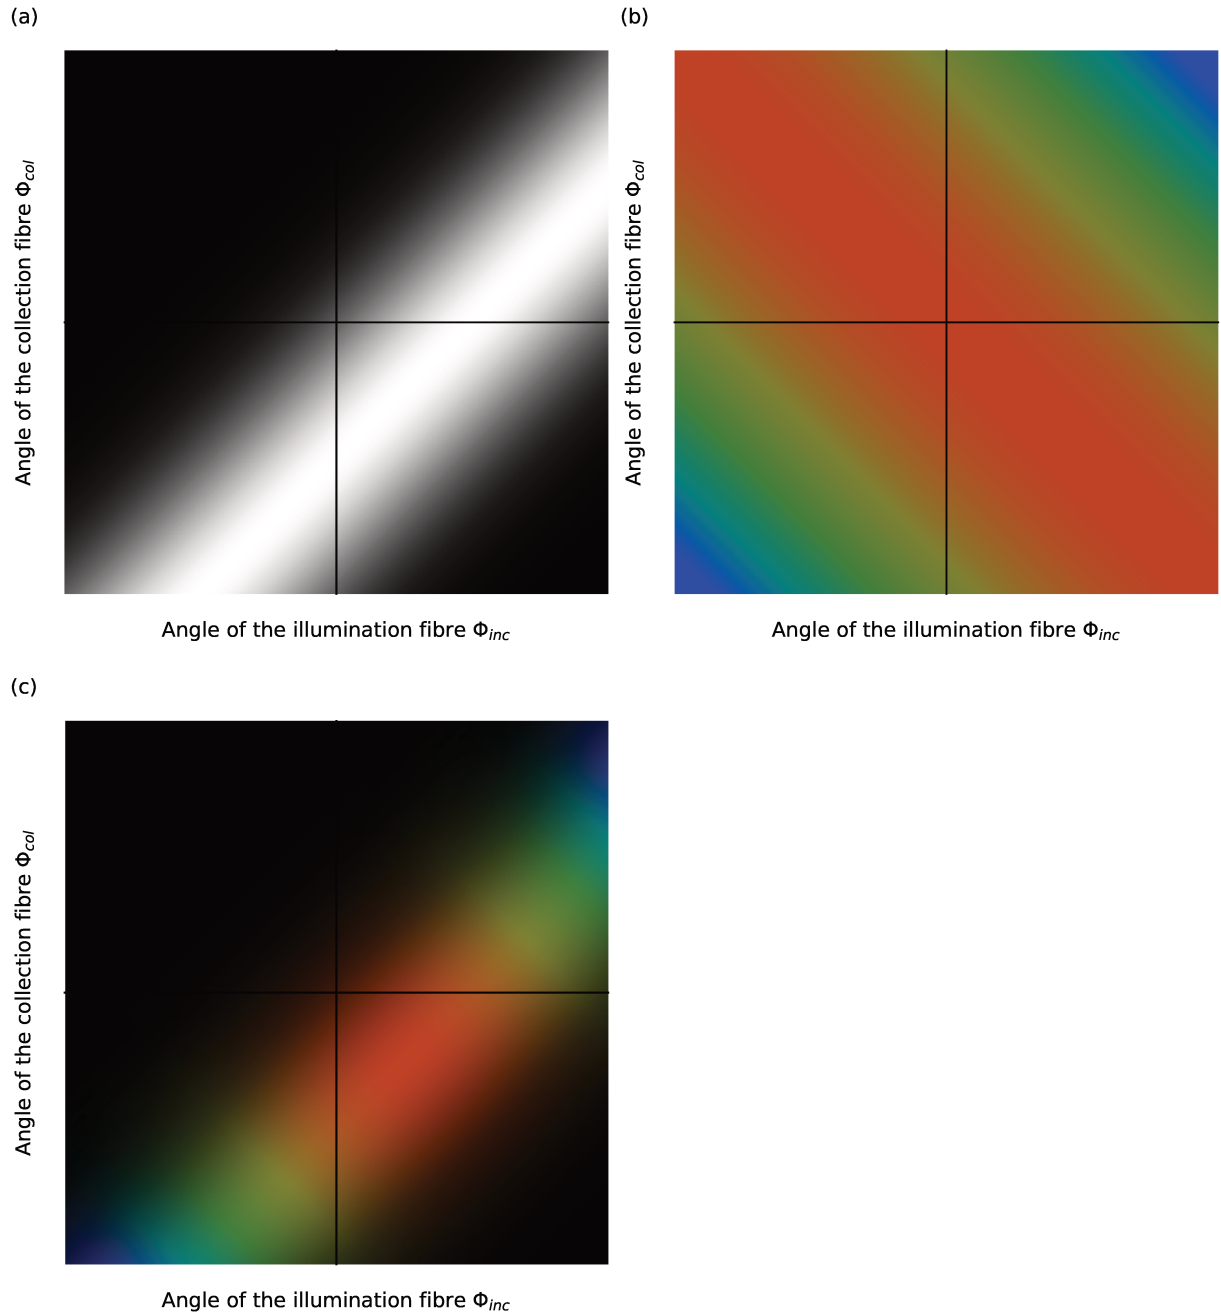 (a)
Angle of the collection fibre Φcol
Angle of the illumination fibre Φinc
(b)
Angle of the collection fibre Φcol
Angle of the illumination fibre Φinc
(c)
Angle of the collection fibre Φcol
Angle of the illumination fibre Φinc